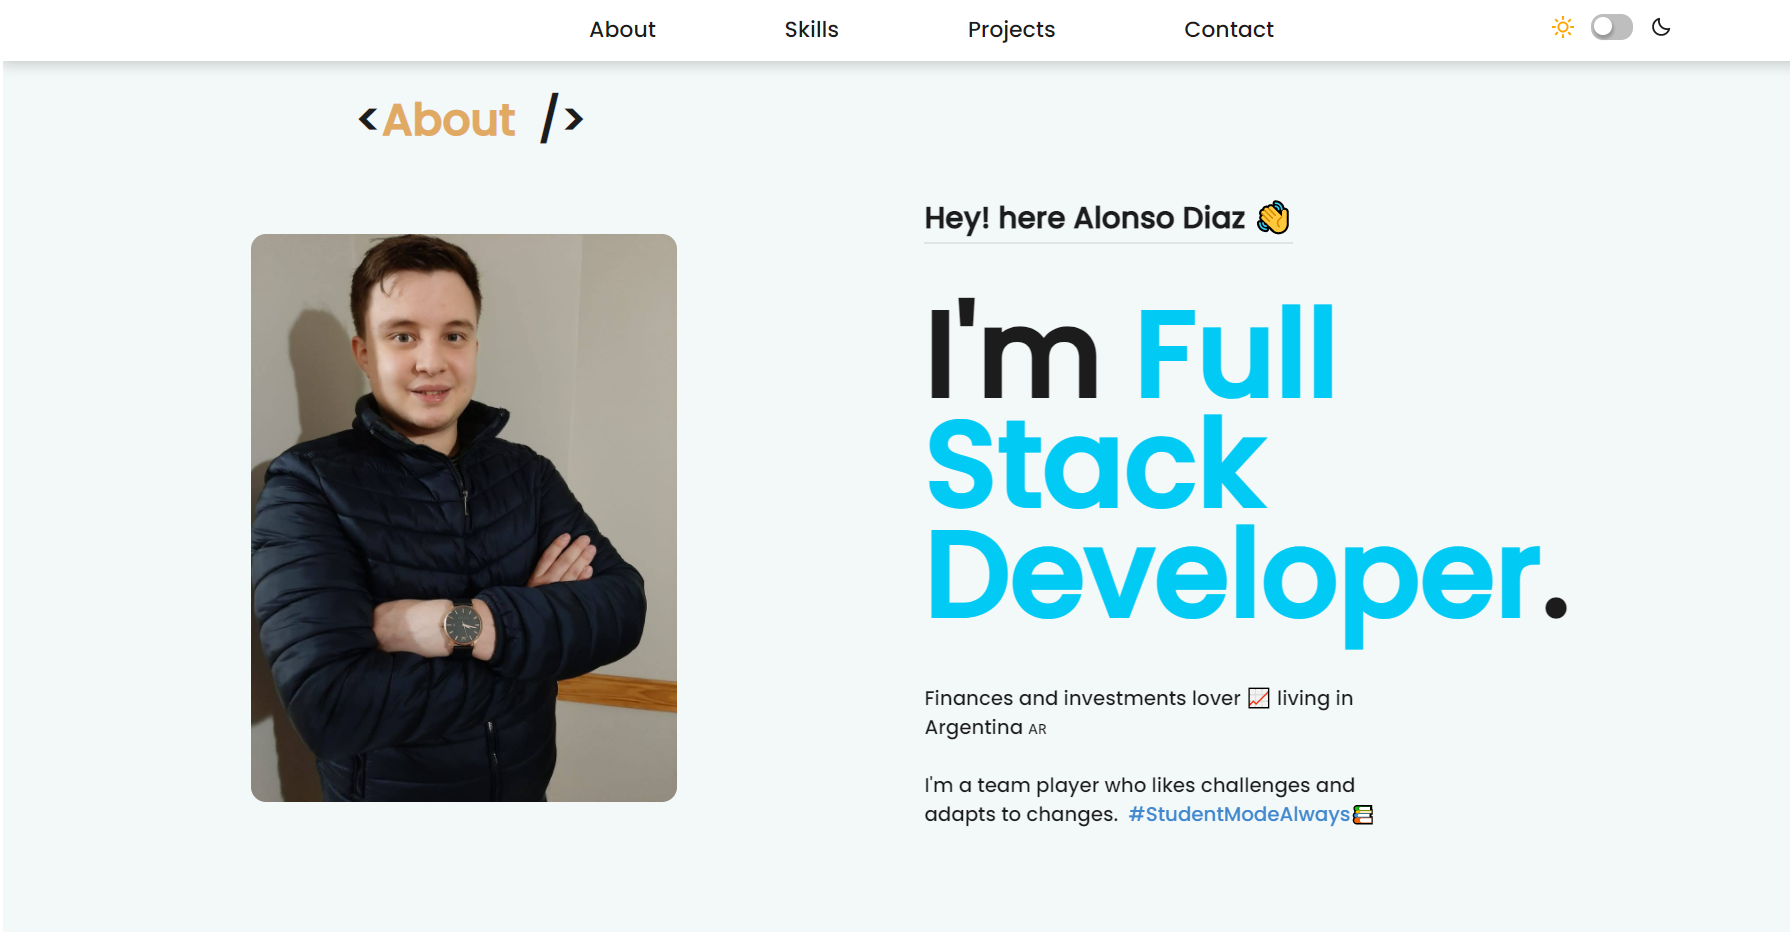 About Skills Projects Contact
<About />
Hey! here Alonso Diaz 👋
I'm Full
Stack
Developer.
Finances and investments lover 📈 living in
Argentina AR
I'm a team player who likes challenges and
adapts to changes. #StudentModeAlways📚